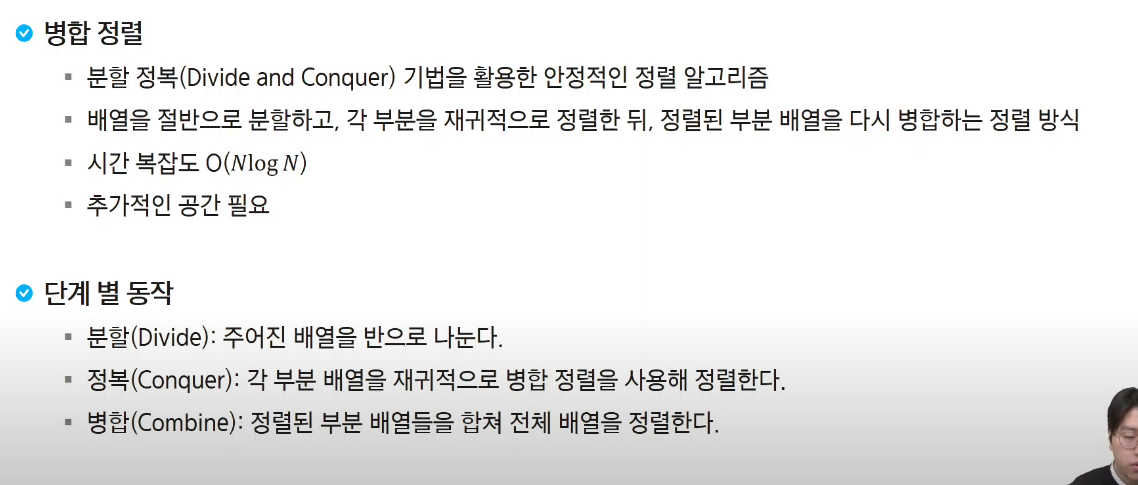 병합 정렬
분할 정복(Divide and Conquer) 기법을 활용한 안정적인 정렬 알고리즘
배열을 절반으로 분할하고, 각 부분을 재귀적으로 정렬한 뒤, 정렬된 부분 배열을 다시 병합하는 정렬 방식
시간 복잡도 O(N log N)
추가적인 공간 필요
단계 별 동작
분할(Divide): 주어진 배열을 반으로 나눈다.
정복(Conquer): 각 부분 배열을 재귀적으로 병합 정렬을 사용해 정렬한다.
병합(Combine): 정렬된 부분 배열들을 합쳐 전체 배열을 정렬한다.